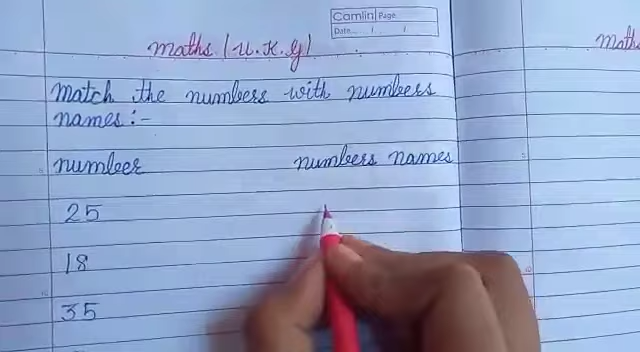 Camlin Page
Date / /
maths (U.K.G)
maths
Match the numbers with numbers
names :-
number numbers names
25
18
35